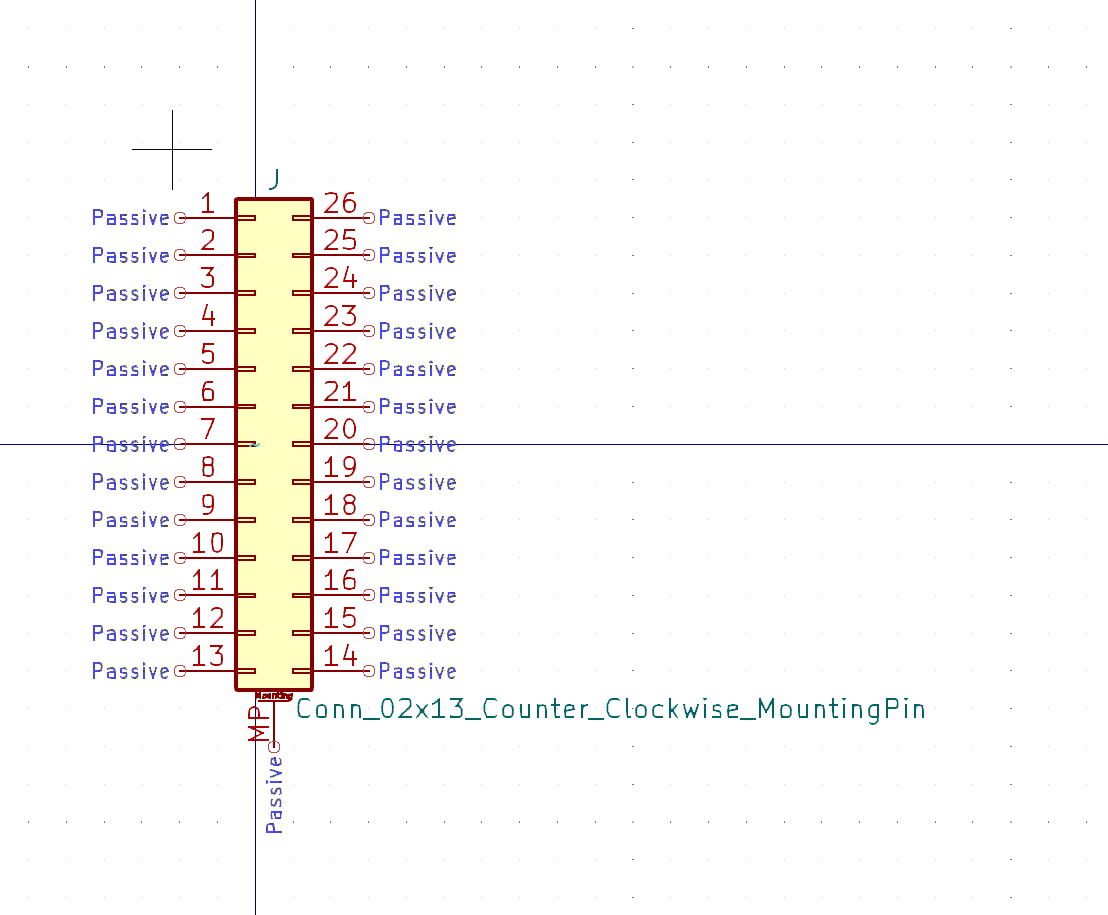 J
Passive 1 26 Passive
Passive 2 25 Passive
Passive 3 24 Passive
Passive 4 23 Passive
Passive 5 22 Passive
Passive 6 21 Passive
Passive 7 20 Passive
Passive 8 19 Passive
Passive 9 18 Passive
Passive 10 17 Passive
Passive 11 16 Passive
Passive 12 15 Passive
Passive 13 14 Passive
Mounting
MP
Conn_02x13_Counter_Clockwise_MountingPin
Passive